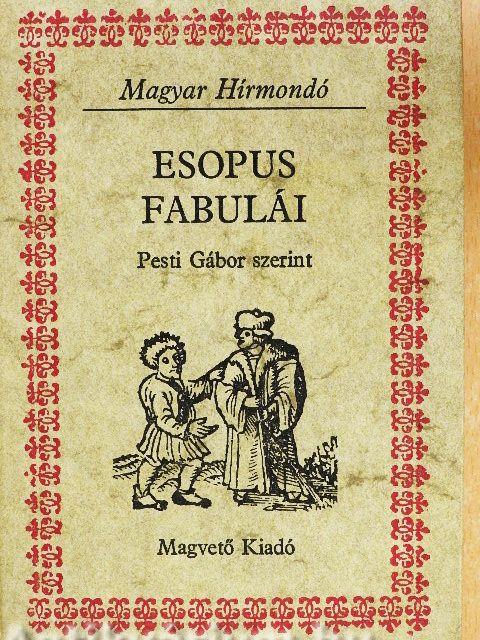 Magyar Hírmondó
ESOPUS
FABULÁI
Pesti Gábor szerint
Magvető Kiadó